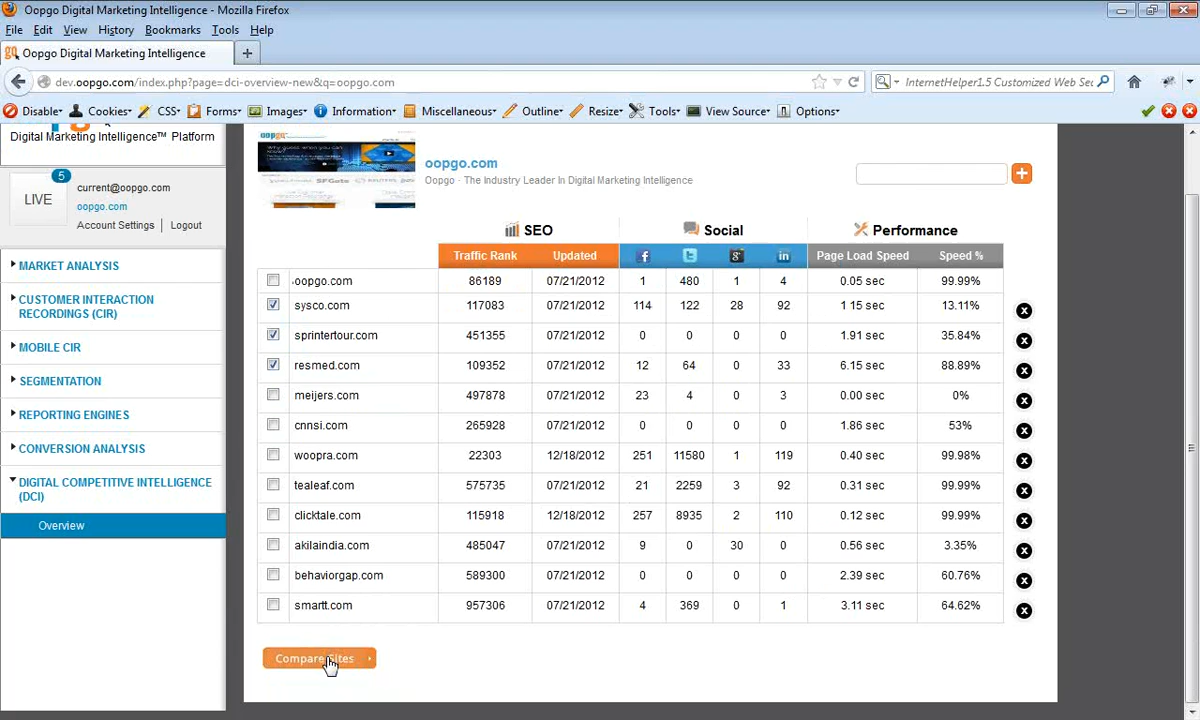 Oopgo Digital Marketing Intelligence - Mozilla Firefox
File Edit View History Bookmarks Tools Help
Oopgo Digital Marketing Intelligence
dev.oopgo.com/index.php?page=dci-overview-new&q=oopgo.com InternetHelper1.5 Customized Web Sea
Disable Cookies CSS Forms Images Information Miscellaneous Outline Resize Tools View Source Options
Digital Marketing Intelligence™ Platform
LIVE 5
current@oopgo.com
oopgo.com
Account Settings | Logout
MARKET ANALYSIS
CUSTOMER INTERACTION
RECORDINGS (CIR)
MOBILE CIR
SEGMENTATION
REPORTING ENGINES
CONVERSION ANALYSIS
DIGITAL COMPETITIVE INTELLIGENCE
(DCI)
Overview
oopgo.com
Oopgo - The Industry Leader In Digital Marketing Intelligence
SEO Social Performance
Traffic Rank Updated Page Load Speed Speed %
oopgo.com 86189 07/21/2012 1 480 1 4 0.05 sec 99.99%
sysco.com 117083 07/21/2012 114 122 28 92 1.15 sec 13.11%
sprintertour.com 451355 07/21/2012 0 0 0 0 1.91 sec 35.84%
resmed.com 109352 07/21/2012 12 64 0 33 6.15 sec 88.89%
meijers.com 497878 07/21/2012 23 4 0 3 0.00 sec 0%
cnnsi.com 265928 07/21/2012 0 0 0 0 1.86 sec 53%
woopra.com 22303 12/18/2012 251 11580 1 119 0.40 sec 99.98%
tealeaf.com 575735 07/21/2012 21 2259 3 92 0.31 sec 99.99%
clicktale.com 115918 12/18/2012 257 8935 2 110 0.12 sec 99.99%
akilaindia.com 485047 07/21/2012 9 0 30 0 0.56 sec 3.35%
behaviorgap.com 589300 07/21/2012 0 0 0 0 2.39 sec 60.76%
smartt.com 957306 07/21/2012 4 369 0 1 3.11 sec 64.62%
Compare Sites